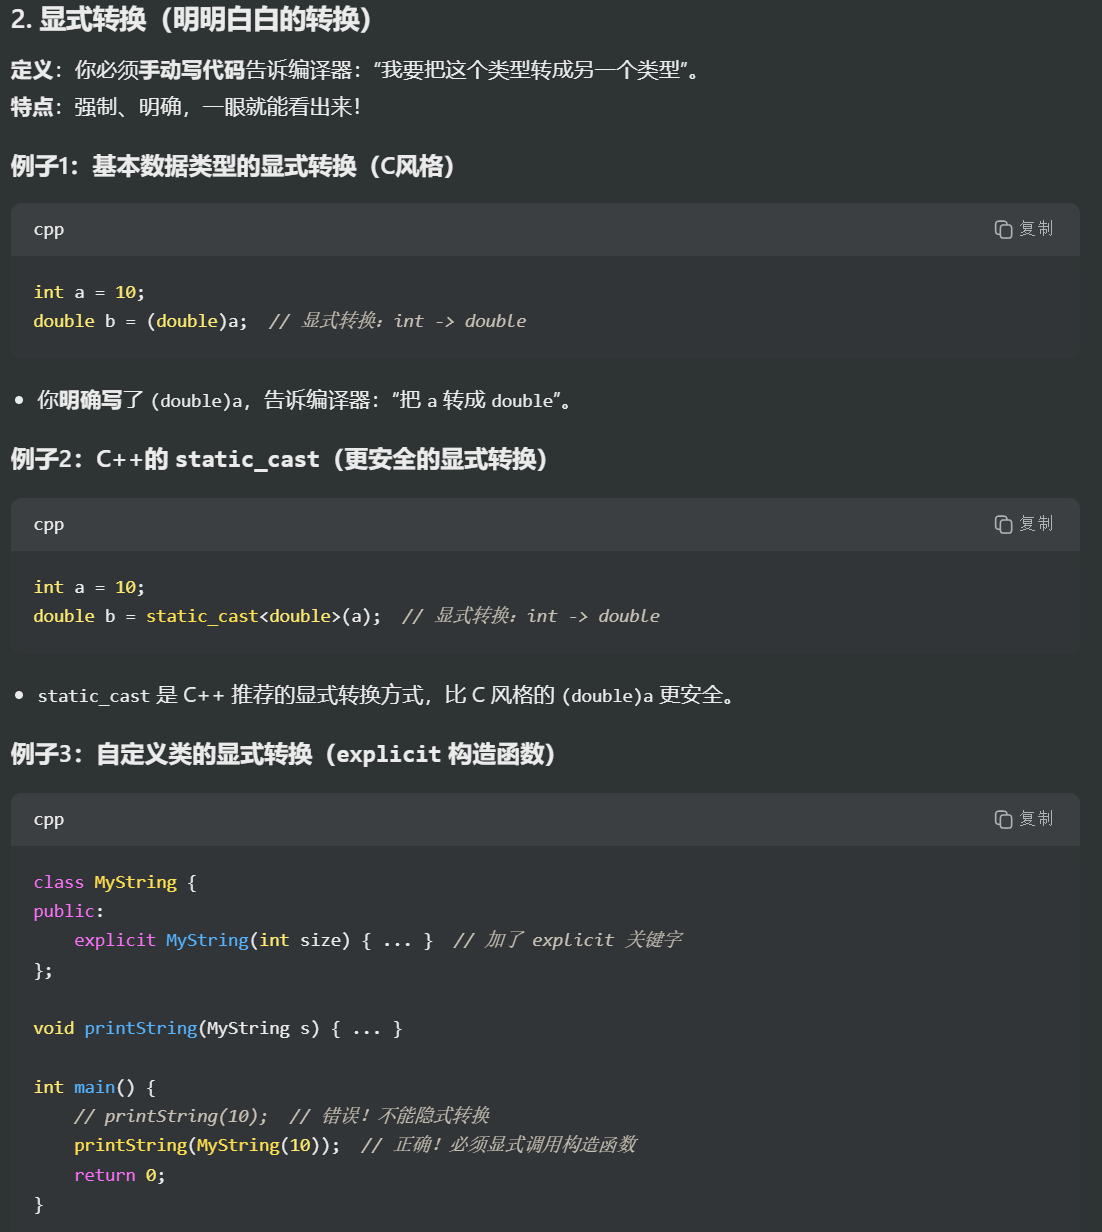 2. 显式转换（明明白白的转换）
定义：你必须手动写代码告诉编译器：“我要把这个类型转成另一个类型”。
特点：强制、明确，一眼就能看出来！
例子1：基本数据类型的显式转换（C风格）
cpp 复制
int a = 10;
double b = (double)a;  // 显式转换：int -> double
• 你明确写了 (double)a，告诉编译器：“把 a 转成 double”。
例子2：C++的 static_cast（更安全的显式转换）
cpp 复制
int a = 10;
double b = static_cast<double>(a);  // 显式转换：int -> double
• static_cast 是 C++ 推荐的显式转换方式，比 C 风格的 (double)a 更安全。
例子3：自定义类的显式转换（explicit 构造函数）
cpp 复制
class MyString {
public:
    explicit MyString(int size) { ... }  // 加了 explicit 关键字
};
void printString(MyString s) { ... }
int main() {
    // printString(10);  // 错误！不能隐式转换
    printString(MyString(10));  // 正确！必须显式调用构造函数
    return 0;
}